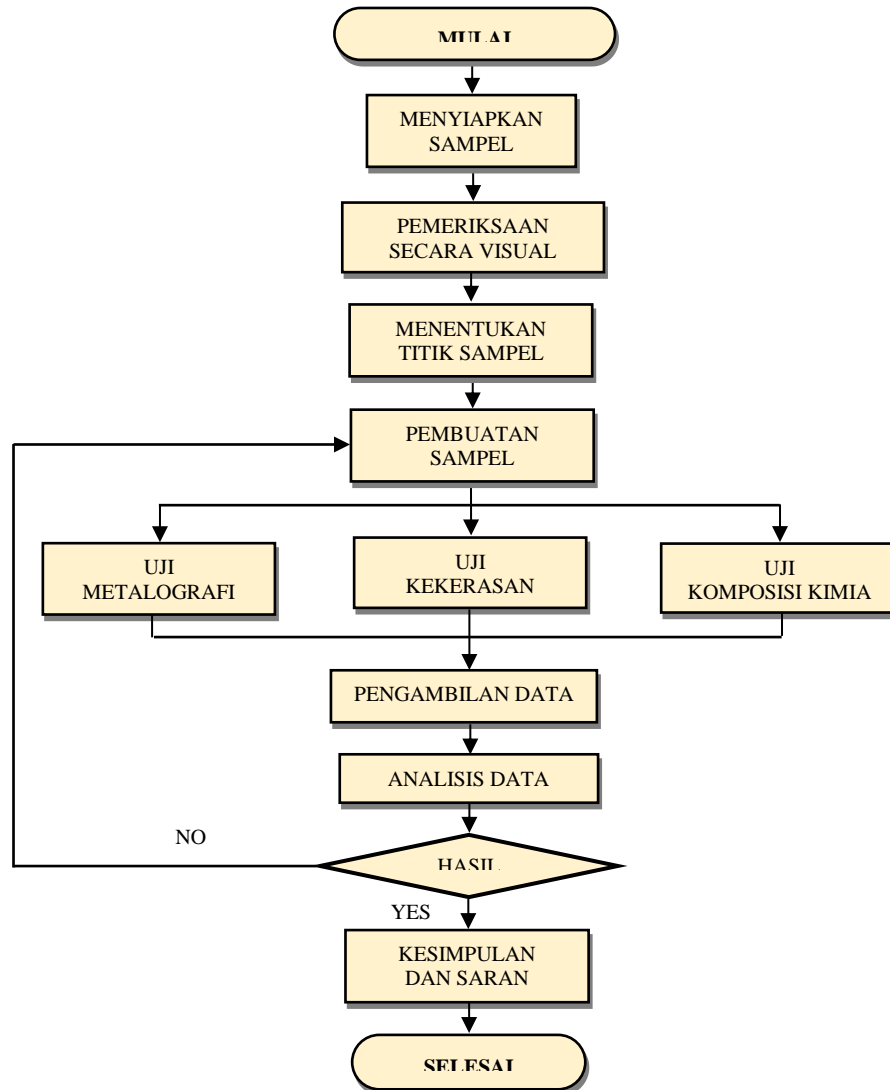 MULAI
MENYIAPKAN
SAMPEL
PEMERIKSAAN
SECARA VISUAL
MENENTUKAN
TITIK SAMPEL
PEMBUATAN
SAMPEL
UJI
METALOGRAFI
UJI
KEKERASAN
UJI
KOMPOSISI KIMIA
PENGAMBILAN DATA
ANALISIS DATA
NO
HASIL
YES
KESIMPULAN
DAN SARAN
SELESAI